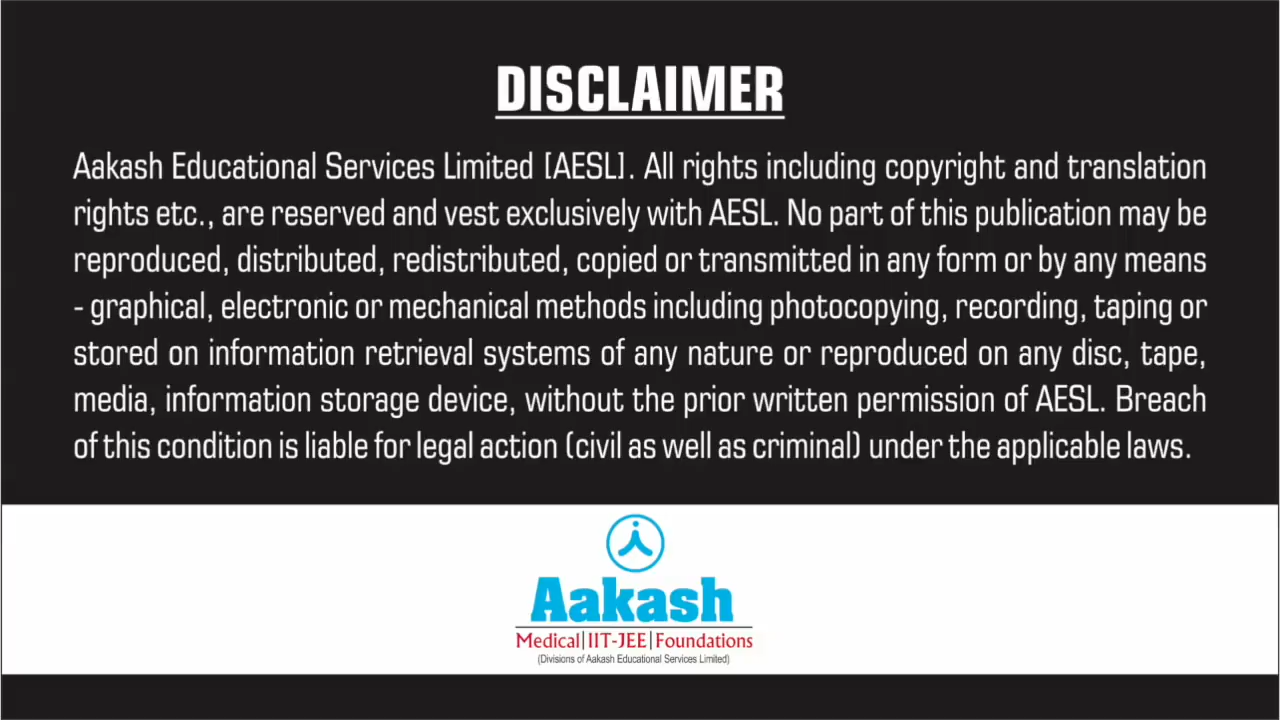 DISCLAIMER
Aakash Educational Services Limited [AESL]. All rights including copyright and translation
rights etc., are reserved and vest exclusively with AESL. No part of this publication may be
reproduced, distributed, redistributed, copied or transmitted in any form or by any means
- graphical, electronic or mechanical methods including photocopying, recording, taping or
stored on information retrieval systems of any nature or reproduced on any disc, tape,
media, information storage device, without the prior written permission of AESL. Breach
of this condition is liable for legal action (civil as well as criminal) under the applicable laws.
Aakash
Medical|IIT-JEE|Foundations
(Divisions of Aakash Educational Services Limited)